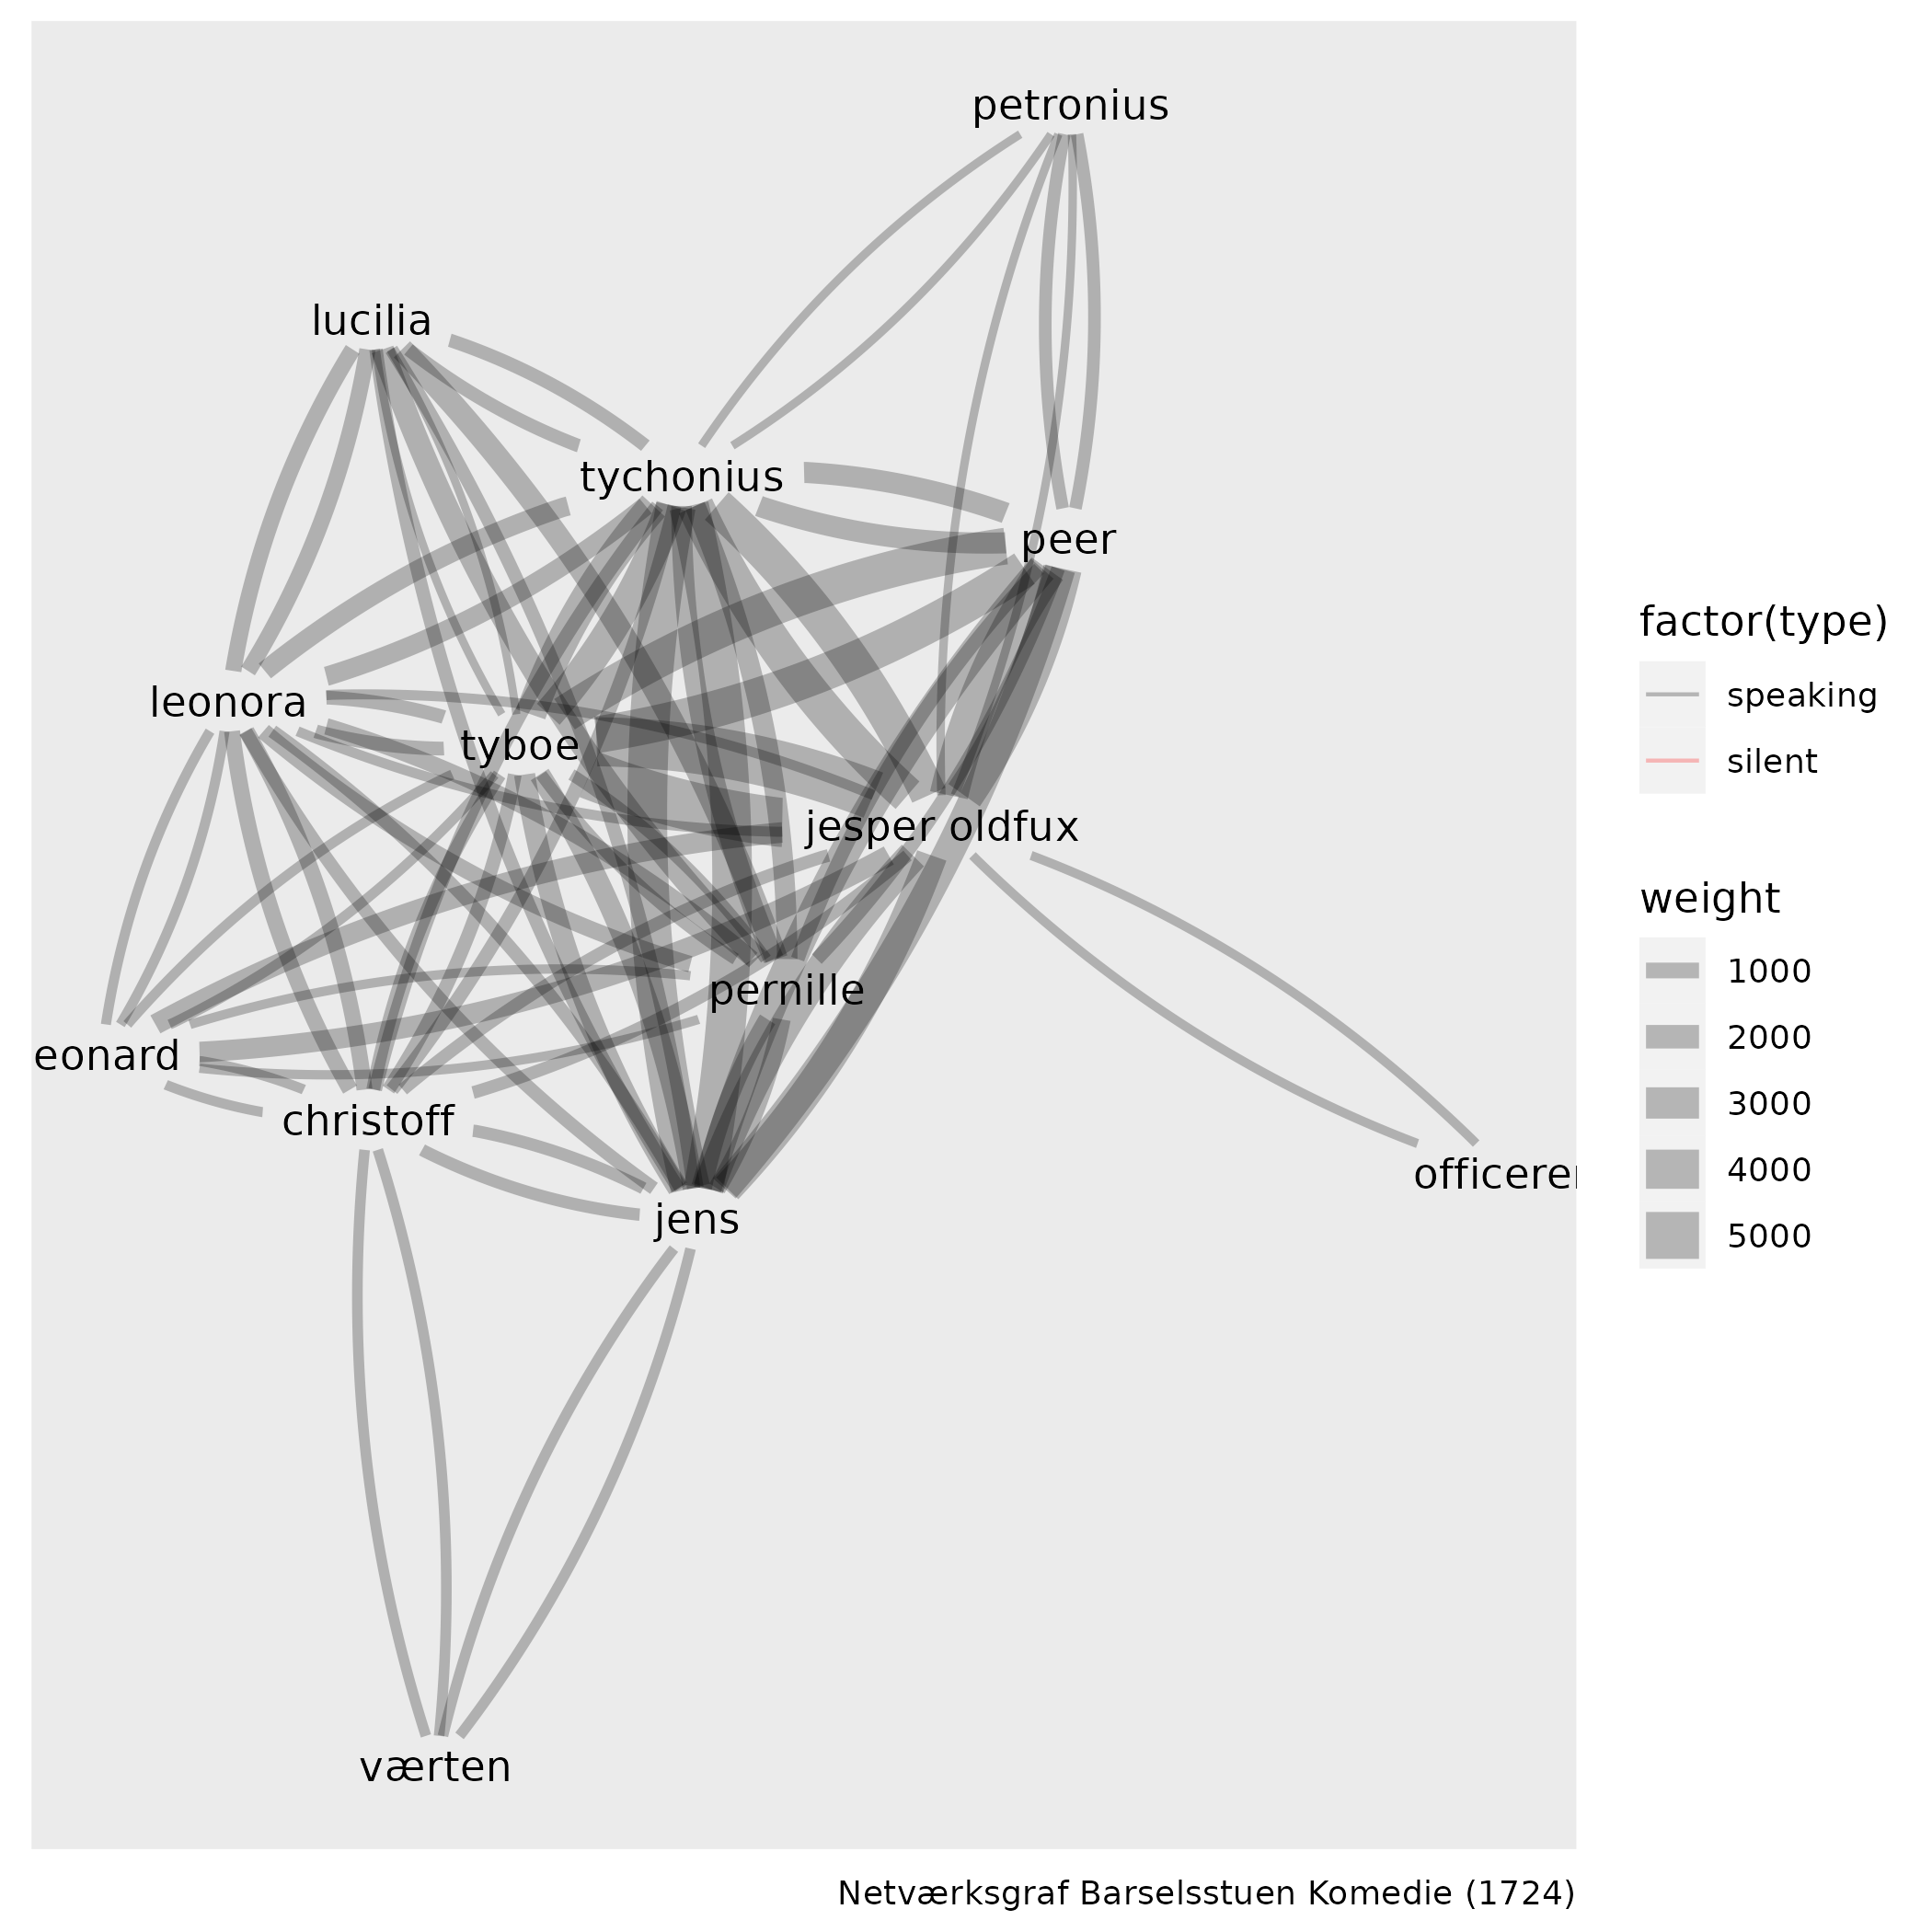 petronius
lucilia
tychonius
peer
leonora
tyboe
jesper oldfux
pernille
eonard
christoff
officerer
jens
værten
factor(type)
speaking
silent
weight
1000
2000
3000
4000
5000
Netværksgraf Barselsstuen Komedie (1724)